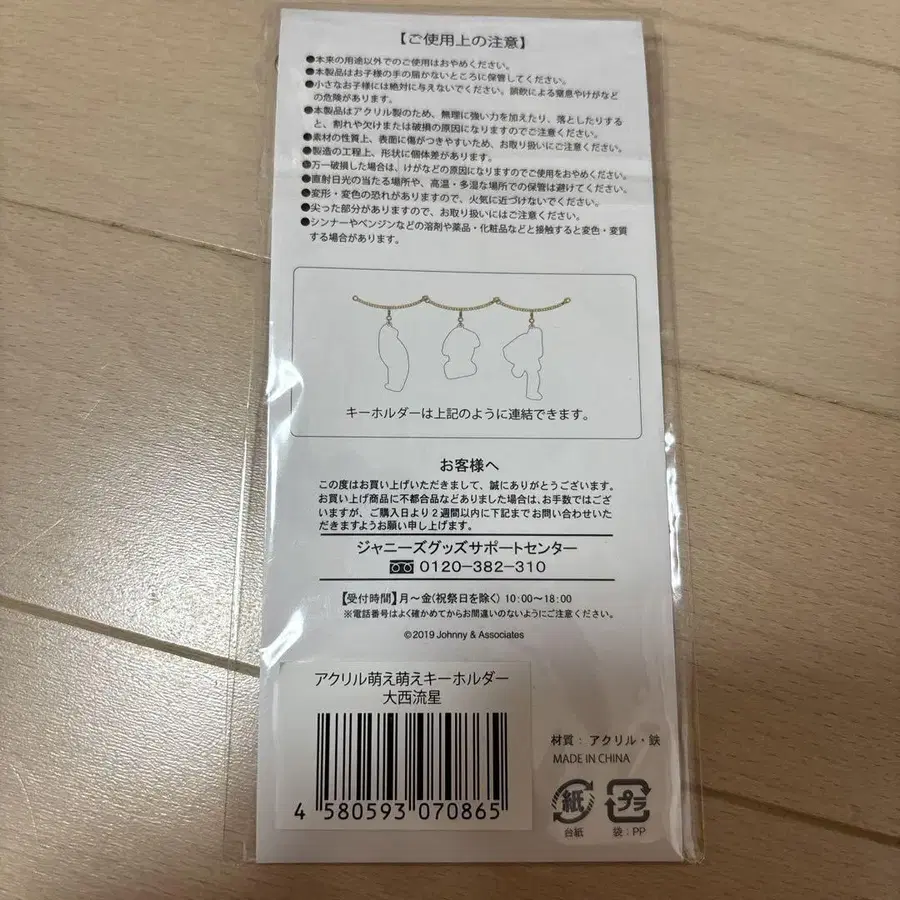 【ご使用上の注意】
●本来の用途以外でのご使用はおやめください。
●本製品はお子様の手の届かないところに保管してください。
●小さなお子様には絶対に与えないでください。誤飲による窒息やけがなど
の危険があります。
●本製品はアクリル製のため、無理に強い力を加えたり、落としたりする
と、割れや欠けまたは破損の原因になりますのでご注意ください。
●素材の性質上、表面に傷がつきやすいため、お取り扱いにご注意ください。
●製造の工程上、形状に個体差があります。
●万一破損した場合は、けがなどの原因になりますのでご使用をおやめください。
●直射日光の当たる場所や、高温・多湿な場所での保管は避けてください。
●変形・変色の恐れがありますので、火気に近づけないでください。
●尖った部分がありますので、お取り扱いにはご注意ください。
●シンナーやベンジンなどの溶剤や薬品・化粧品などと接触すると変色・変質
する場合があります。
キーホルダーは上記のように連結できます。
お客様へ
この度はお買い上げいただきまして、誠にありがとうございます。
お買い上げ商品に不都合品などありました場合は、お手数ではござ
いますが、ご購入日より2週間以内に下記までお問い合わせいた
だきますようお願い申し上げます。
ジャニーズグッズサポートセンター
0120-382-310
【受付時間】月～金(祝祭日を除く)10:00～18:00
※電話番号はよく確かめてからお間違いのないようにご注意ください。
©2019 Johnny & Associates
アクリル萌え萌えキーホルダー
大西流星
4 580593 070865
材質：アクリル・鉄
MADE IN CHINA
紙 プラ
台紙 袋：PP